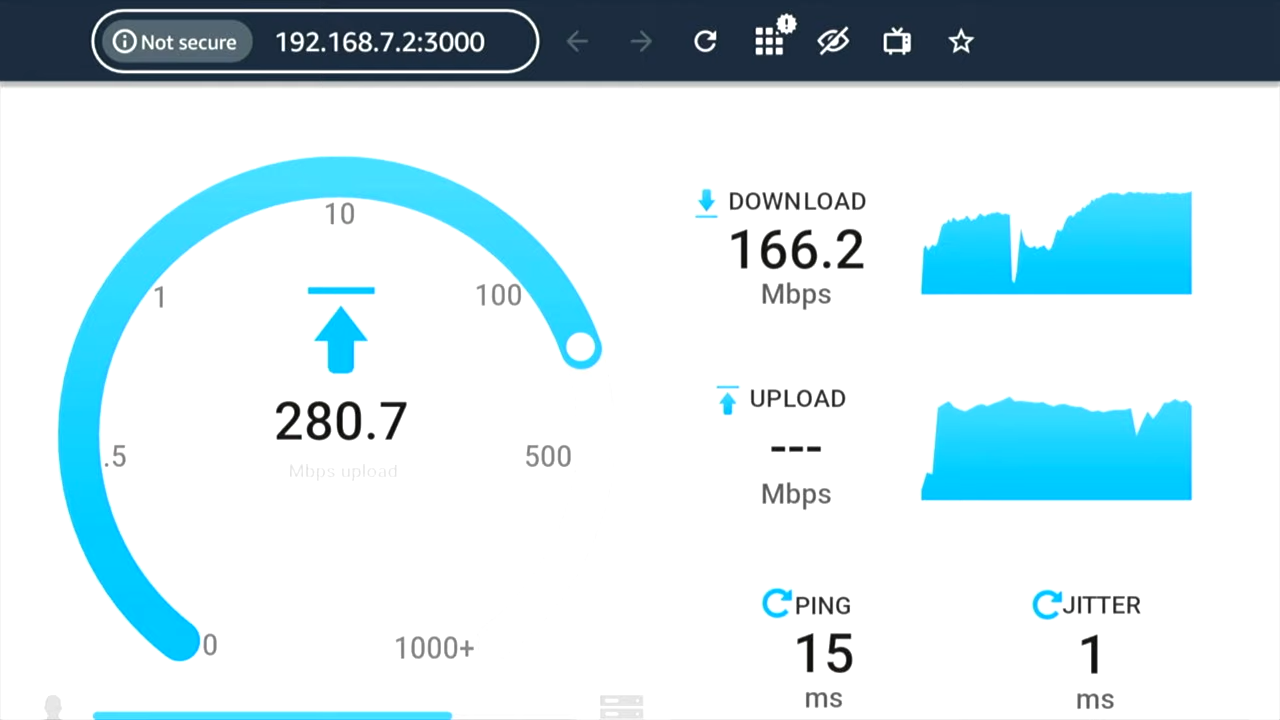 Not secure 192.168.7.2:3000
10
1
100
280.7
Mbps upload
.5
500
0
1000+
DOWNLOAD
166.2
Mbps
UPLOAD
---
Mbps
PING
15
ms
JITTER
1
ms